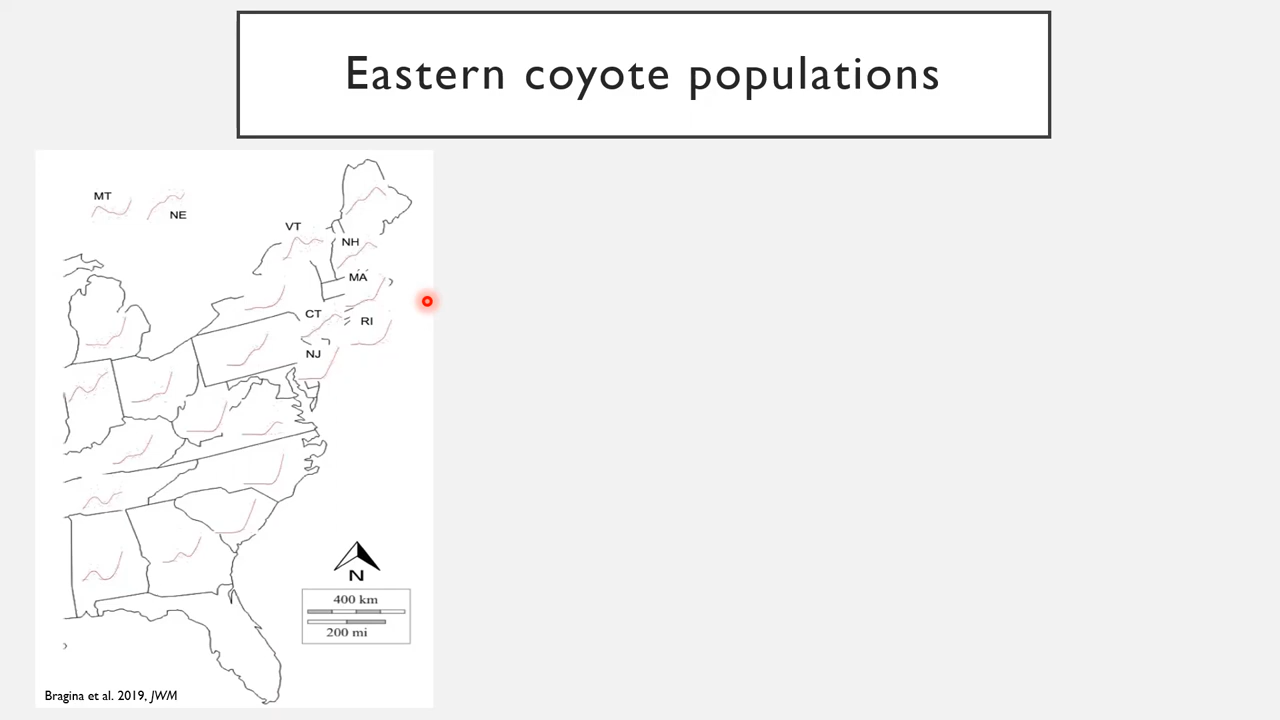 Eastern coyote populations
MT
NE
VT
NH
MA
CT
RI
NJ
N
400 km
200 mi
Bragina et al. 2019, JWM